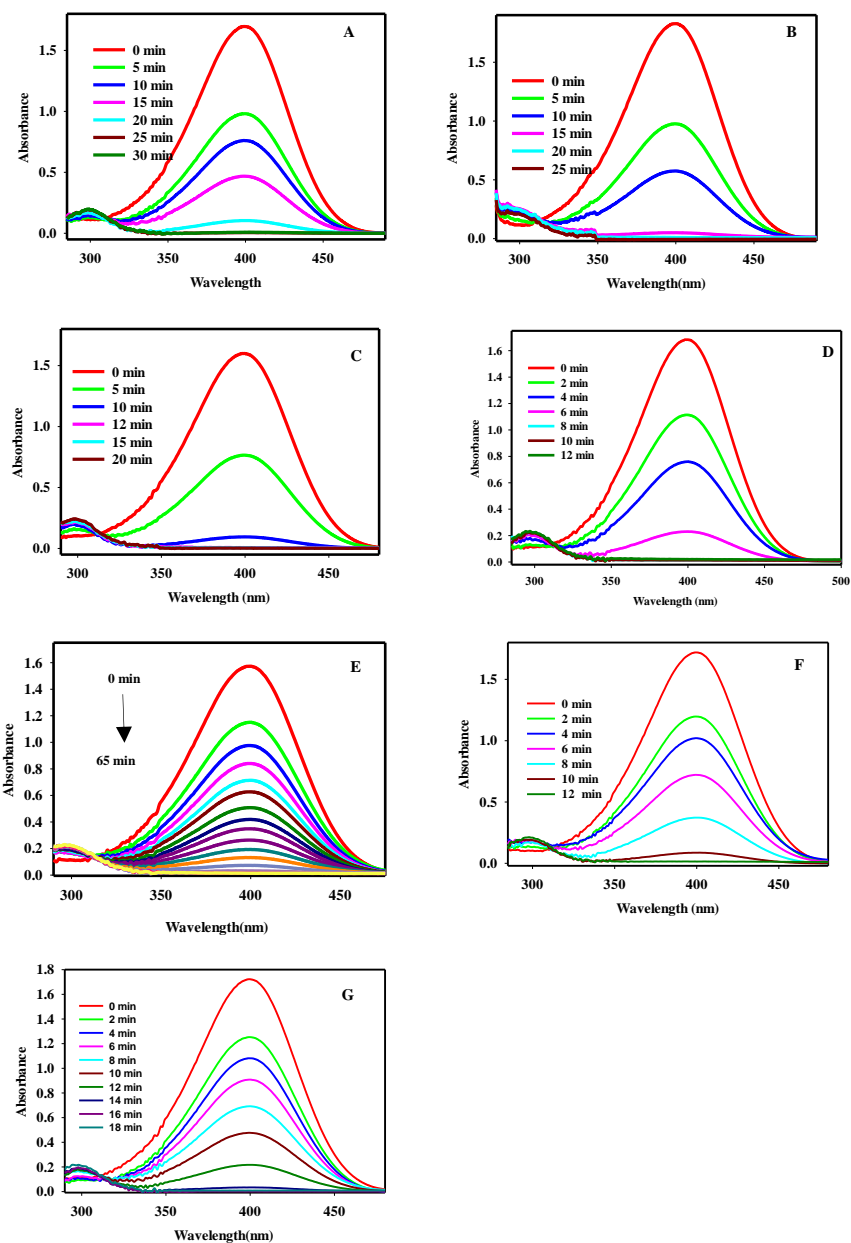 A
0 min
5 min
10 min
15 min
20 min
25 min
30 min
1.5
1.0
0.5
0.0
Absorbance
300 350 400 450
Wavelength
B
0 min
5 min
10 min
15 min
20 min
25 min
1.5
1.0
0.5
0.0
Absorbance
300 350 400 450
Wavelength(nm)
C
0 min
5 min
10 min
12 min
15 min
20 min
1.5
1.0
0.5
0.0
Absorbance
300 400 450
Wavelength (nm)
D
0 min
2 min
4 min
6 min
8 min
10 min
12 min
1.6
1.4
1.2
1.0
0.8
0.6
0.4
0.2
0.0
Absorbance
300 350 400 450 500
Wavelength (nm)
E
0 min
65 min
1.6
1.4
1.2
1.0
0.8
0.6
0.4
0.2
0.0
Absorbance
300 350 400 450
Wavelength(nm)
F
0 min
2 min
4 min
6 min
8 min
10 min
12 min
1.5
1.0
0.5
0.0
Absorbance
300 350 400 450
Wavelength (nm)
G
0 min
2 min
4 min
6 min
8 min
10 min
12 min
14 min
16 min
18 min
1.8
1.6
1.4
1.2
1.0
0.8
0.6
0.4
0.2
0.0
Absorbance
300 350 400 450
Wavelength(nm)